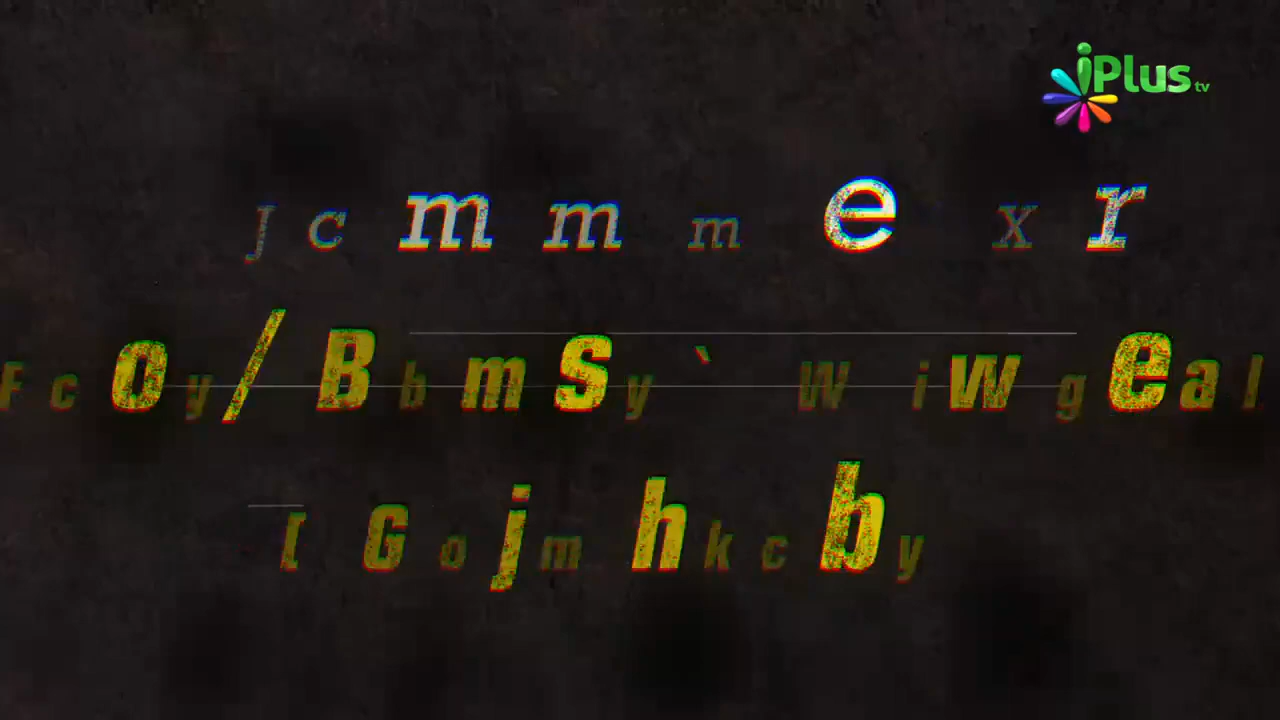 iPlus tv
J c m m m e x r
F c o / B b m s y ` W i w g e a l
[ G o j m h k c b y